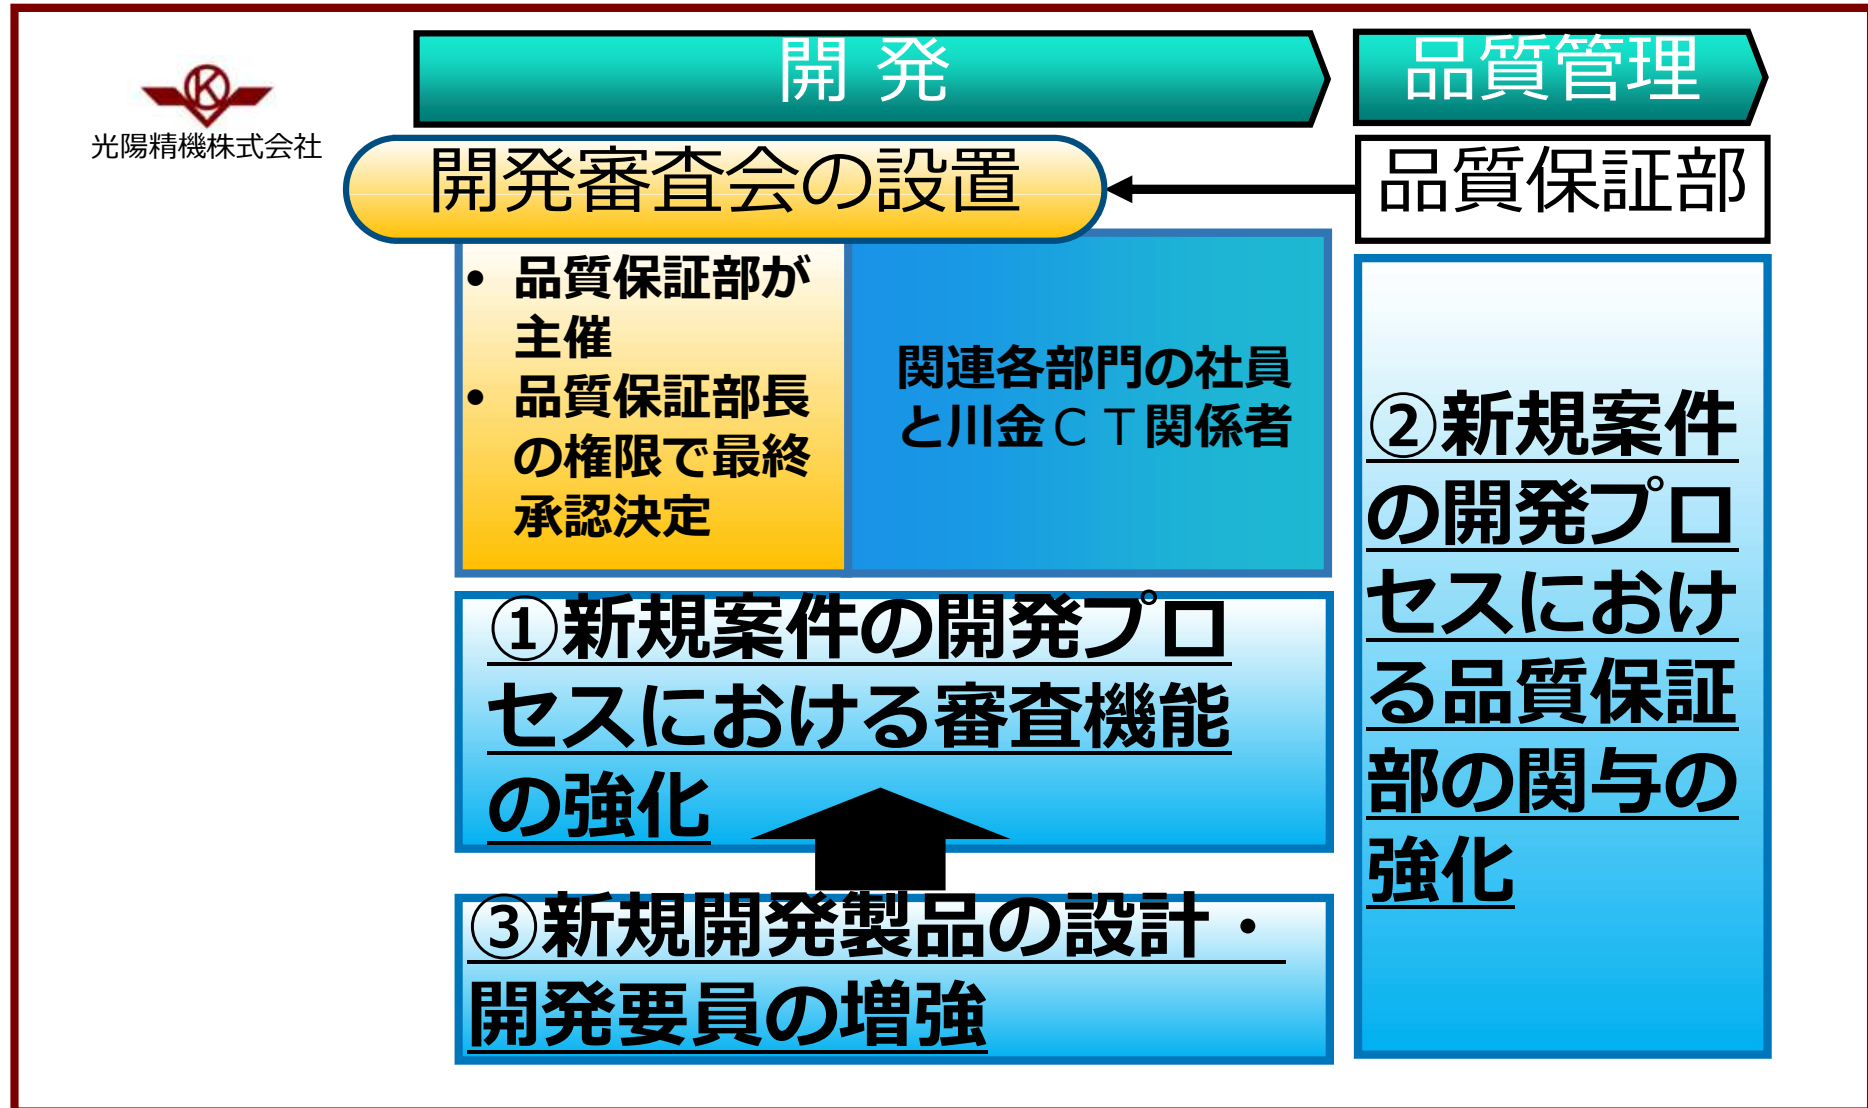 開 発
品質管理
光陽精機株式会社
開発審査会の設置
品質保証部
• 品質保証部が
主催
• 品質保証部長
の権限で最終
承認決定
関連各部門の社員
と川金ＣＴ関係者
①新規案件の開発プロ
セスにおける審査機能
の強化
③新規開発製品の設計・
開発要員の増強
②新規案件
の開発プロ
セスにおけ
る品質保証
部の関与の
強化